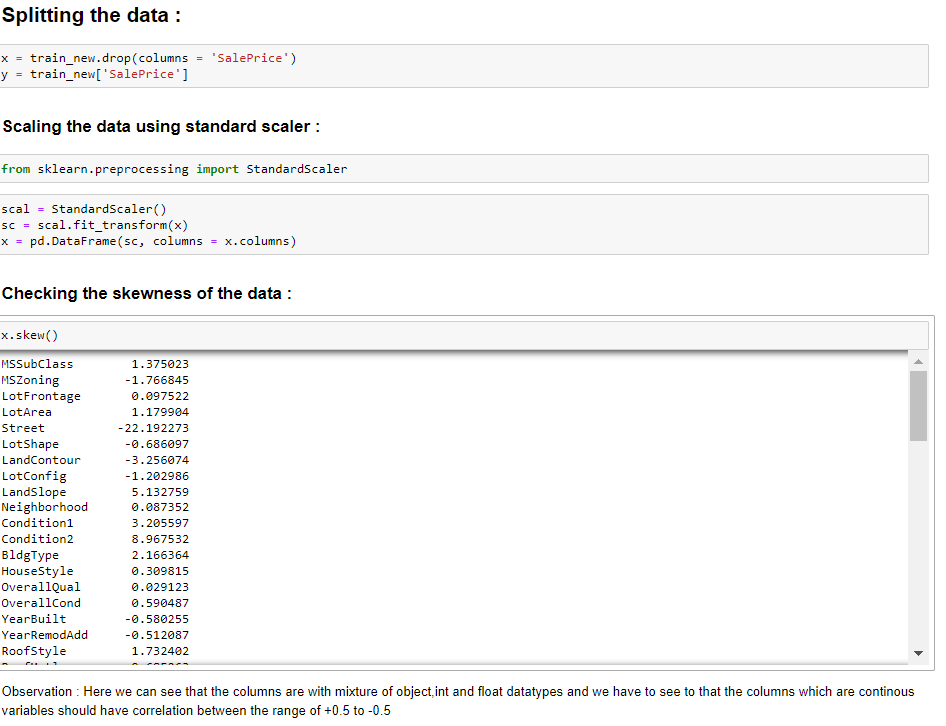 Splitting the data :
x = train_new.drop(columns = 'SalePrice')
y = train_new['SalePrice']
Scaling the data using standard scaler :
from sklearn.preprocessing import StandardScaler
scal = StandardScaler()
sc = scal.fit_transform(x)
x = pd.DataFrame(sc, columns = x.columns)
Checking the skewness of the data :
x.skew()
MSSubClass 1.375023
MSZoning -1.766845
LotFrontage 0.097522
LotArea 1.179904
Street -22.192273
LotShape -0.686097
LandContour -3.256074
LotConfig -1.202986
LandSlope 5.132759
Neighborhood 0.087352
Condition1 3.205597
Condition2 8.967532
BldgType 2.166364
HouseStyle 0.309815
OverallQual 0.029123
OverallCond 0.590487
YearBuilt -0.580255
YearRemodAdd -0.512087
RoofStyle 1.732402
Observation : Here we can see that the columns are with mixture of object,int and float datatypes and we have to see to that the columns which are continous
variables should have correlation between the range of +0.5 to -0.5